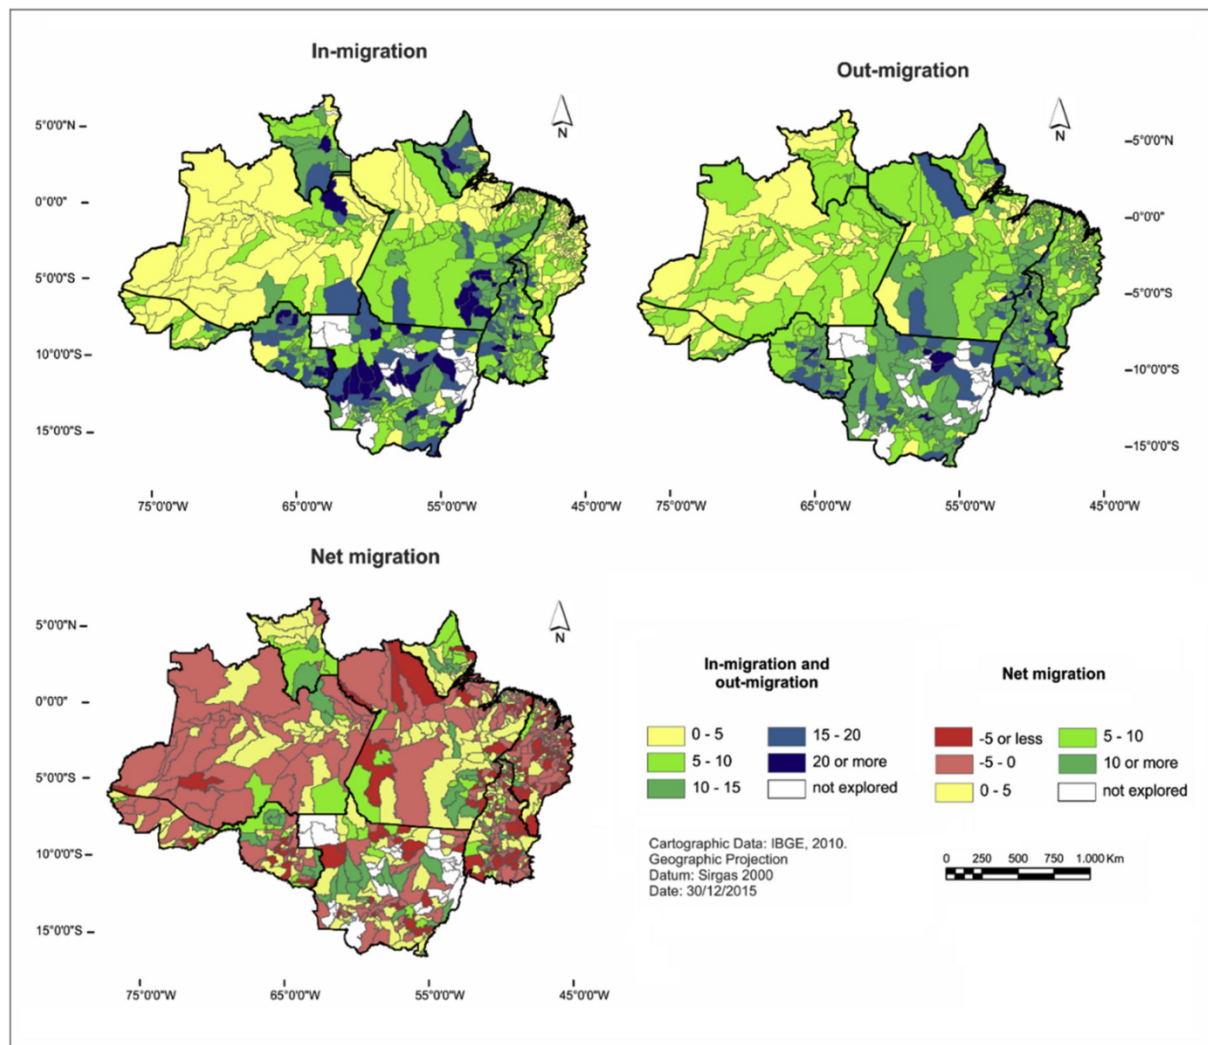 In-migration
Out-migration
N
N
5°0'0"N
0°0'0"
5°0'0"S
10°0'0"S
15°0'0"S
5°0'0"N
0°0'0"
5°0'0"S
10°0'0"S
15°0'0"S
75°0'0"W
65°0'0"W
55°0'0"W
45°0'0"W
75°0'0"W
65°0'0"W
55°0'0"W
45°0'0"W
Net migration
N
5°0'0"N
0°0'0"
5°0'0"S
10°0'0"S
15°0'0"S
75°0'0"W
65°0'0"W
55°0'0"W
45°0'0"W
In-migration and
out-migration
0 - 5
5 - 10
10 - 15
15 - 20
20 or more
not explored
Net migration
-5 or less
-5 - 0
0 - 5
5 - 10
10 or more
not explored
Cartographic Data: IBGE, 2010.
Geographic Projection
Datum: Sirgas 2000
Date: 30/12/2015
0 250 500 750 1.000 Km